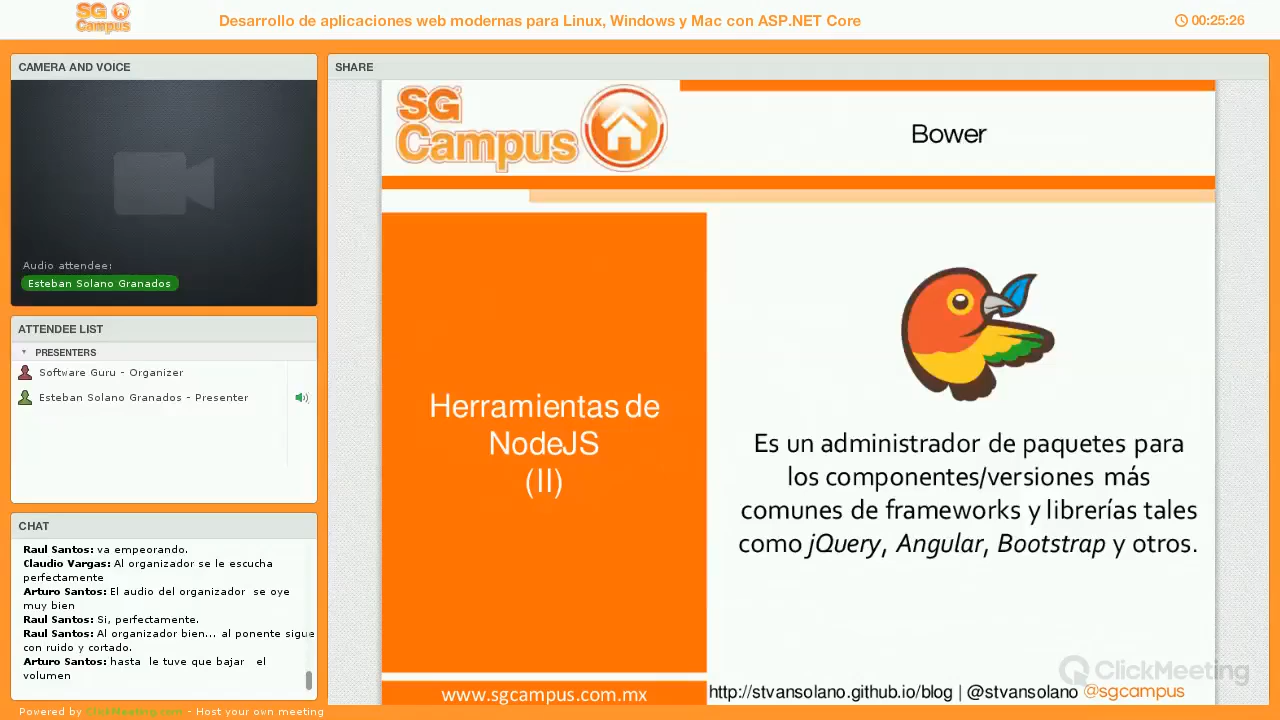 SG
Campus
Desarrollo de aplicaciones web modernas para Linux, Windows y Mac con ASP.NET Core
00:25:26
CAMERA AND VOICE
Audio attendee:
Esteban Solano Granados
ATTENDEE LIST
PRESENTERS
Software Guru - Organizer
Esteban Solano Granados - Presenter
CHAT
Raul Santos: va empeorando.
Claudio Vargas: Al organizador se le escucha
perfectamente
Arturo Santos: El audio del organizador se oye
muy bien
Raul Santos: Si, perfectamente.
Raul Santos: Al organizador bien... al ponente sigue
con ruido y cortado.
Arturo Santos: hasta le tuve que bajar el
volumen
Powered by ClickMeeting.com - Host your own meeting
SHARE
SG
Campus
Bower
Herramientas de
NodeJS
(II)
Es un administrador de paquetes para
los componentes/versiones más
comunes de frameworks y librerías tales
como jQuery, Angular, Bootstrap y otros.
ClickMeeting
www.sgcampus.com.mx
http://stvansolano.github.io/blog | @stvansolano @sgcampus